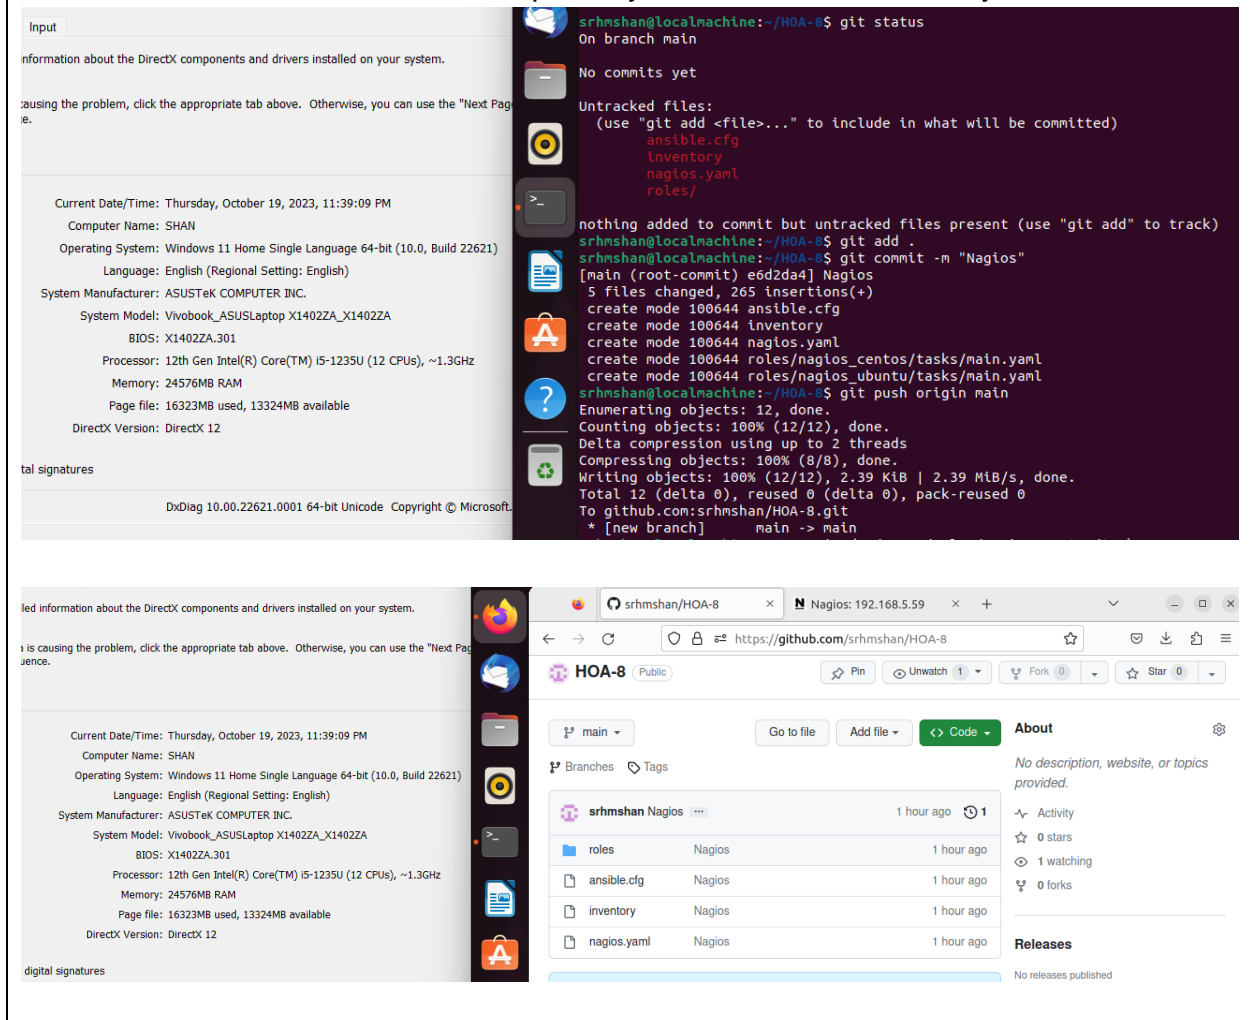 Input
information about the DirectX components and drivers installed on your system.
causing the problem, click the appropriate tab above.  Otherwise, you can use the "Next Pag
ce.
Current Date/Time: Thursday, October 19, 2023, 11:39:09 PM
Computer Name: SHAN
Operating System: Windows 11 Home Single Language 64-bit (10.0, Build 22621)
Language: English (Regional Setting: English)
System Manufacturer: ASUSTeK COMPUTER INC.
System Model: Vivobook_ASUSLaptop X1402ZA_X1402ZA
BIOS: X1402ZA.301
Processor: 12th Gen Intel(R) Core(TM) i5-1235U (12 CPUs), ~1.3GHz
Memory: 24576MB RAM
Page file: 16323MB used, 13324MB available
DirectX Version: DirectX 12
tal signatures
DxDiag 10.00.22621.0001 64-bit Unicode  Copyright © Microsoft.
srhmshan@localmachine:~/HOA-8$ git status
On branch main
No commits yet
Untracked files:
(use "git add <file>..." to include in what will be committed)
ansible.cfg
inventory
nagios.yaml
roles/
nothing added to commit but untracked files present (use "git add" to track)
srhmshan@localmachine:~/HOA-8$ git add .
srhmshan@localmachine:~/HOA-8$ git commit -m "Nagios"
[main (root-commit) e6d2da4] Nagios
5 files changed, 265 insertions(+)
create mode 100644 ansible.cfg
create mode 100644 inventory
create mode 100644 nagios.yaml
create mode 100644 roles/nagios_centos/tasks/main.yaml
create mode 100644 roles/nagios_ubuntu/tasks/main.yaml
srhmshan@localmachine:~/HOA-8$ git push origin main
Enumerating objects: 12, done.
Counting objects: 100% (12/12), done.
Delta compression using up to 2 threads
Compressing objects: 100% (8/8), done.
Writing objects: 100% (12/12), 2.39 KiB | 2.39 MiB/s, done.
Total 12 (delta 0), reused 0 (delta 0), pack-reused 0
To github.com:srhmshan/HOA-8.git
* [new branch]      main -> main
led information about the DirectX components and drivers installed on your system.
a is causing the problem, click the appropriate tab above.  Otherwise, you can use the "Next Pag
uence.
Current Date/Time: Thursday, October 19, 2023, 11:39:09 PM
Computer Name: SHAN
Operating System: Windows 11 Home Single Language 64-bit (10.0, Build 22621)
Language: English (Regional Setting: English)
System Manufacturer: ASUSTeK COMPUTER INC.
System Model: Vivobook_ASUSLaptop X1402ZA_X1402ZA
BIOS: X1402ZA.301
Processor: 12th Gen Intel(R) Core(TM) i5-1235U (12 CPUs), ~1.3GHz
Memory: 24576MB RAM
Page file: 16323MB used, 13324MB available
DirectX Version: DirectX 12
digital signatures
srhmshan/HOA-8 × N Nagios: 192.168.5.59 × +
https://github.com/srhmshan/HOA-8
HOA-8 Public Pin Unwatch 1 Fork 0 Star 0
main Go to file Add file <> Code
Branches Tags
srhmshan Nagios ... 1 hour ago 1
roles Nagios 1 hour ago
ansible.cfg Nagios 1 hour ago
inventory Nagios 1 hour ago
nagios.yaml Nagios 1 hour ago
About
No description, website, or topics
provided.
Activity
0 stars
1 watching
0 forks
Releases
No releases published